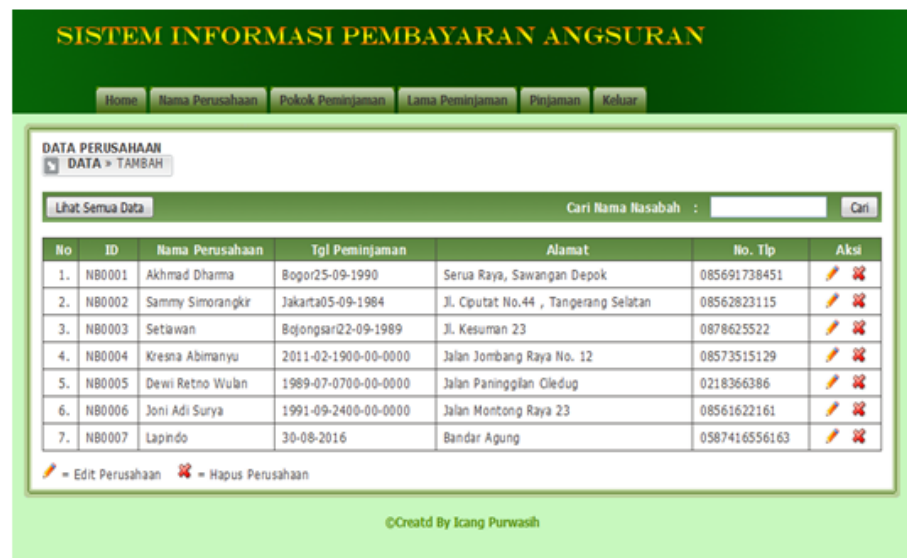 SISTEM INFORMASI PEMBAYARAN ANGSURAN
Home Nama Perusahaan Pokok Peminjaman Lama Peminjaman Pinjaman Keluar
DATA PERUSAHAAN
DATA » TAMBAH
Lihat Semua Data Cari Nama Nasabah : Cari
No ID Nama Perusahaan Tgl Peminjaman Alamat No. Tlp Aksi
1. NB0001 Akhmad Dharma Bogor25-09-1990 Serua Raya, Sawangan Depok 085691738451
2. NB0002 Sammy Simorangkir Jakarta05-09-1984 Jl. Ciputat No.44 , Tangerang Selatan 08562823115
3. NB0003 Setiawan Bojongsari22-09-1989 Jl. Kesuman 23 0878625522
4. NB0004 Kresna Abimanyu 2011-02-1900-00-0000 Jalan Jombang Raya No. 12 08573515129
5. NB0005 Dewi Retno Wulan 1989-07-0700-00-0000 Jalan Paninggilan Ciledug 0218366386
6. NB0006 Joni Adi Surya 1991-09-2400-00-0000 Jalan Montong Raya 23 08561622161
7. NB0007 Lapindo 30-08-2016 Bandar Agung 0587416556163
= Edit Perusahaan = Hapus Perusahaan
©Creatd By Icang Purwasih